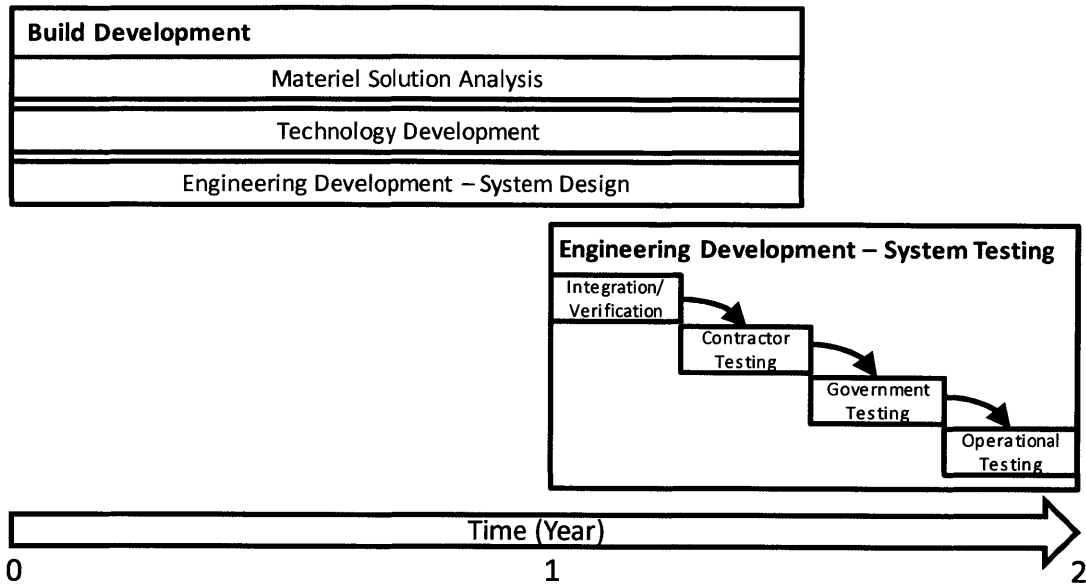 Build Development
Materiel Solution Analysis
Technology Development
Engineering Development – System Design
Engineering Development – System Testing
Integration/
Verification
Contractor
Testing
Government
Testing
Operational
Testing
Time (Year)
0
1
2